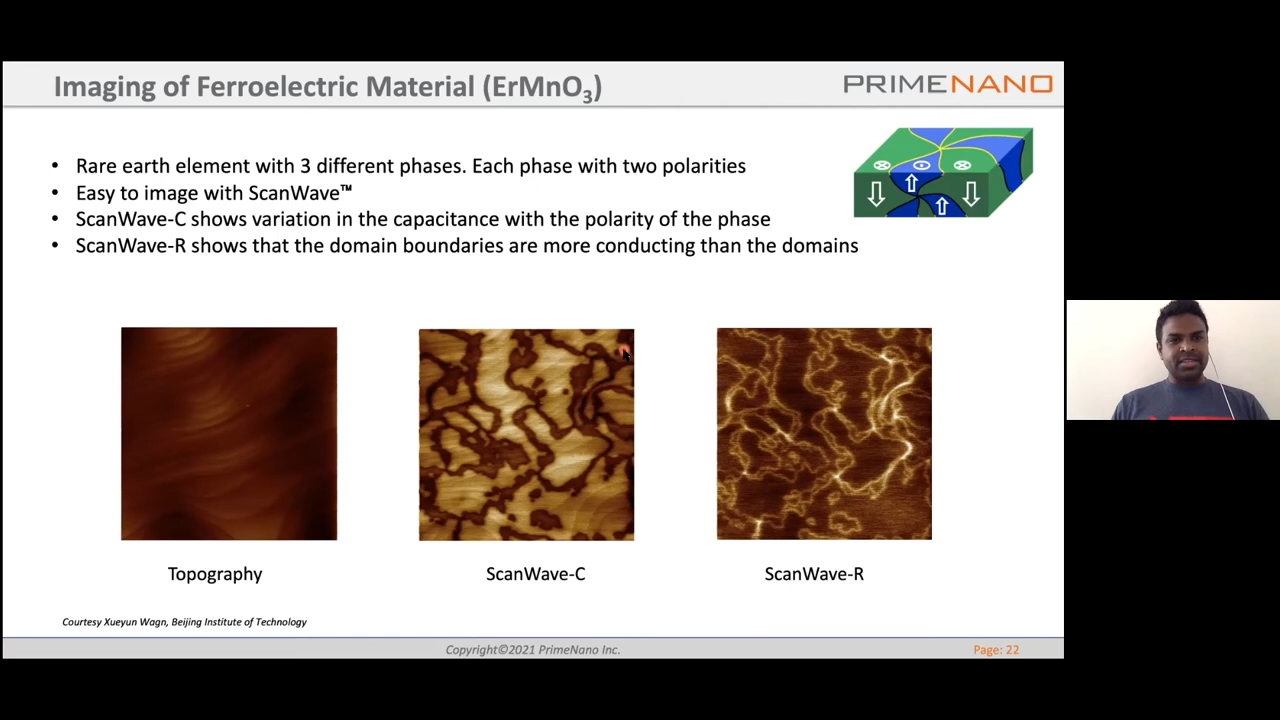 Imaging of Ferroelectric Material (ErMnO₃)
PRIMENANO
• Rare earth element with 3 different phases. Each phase with two polarities
• Easy to image with ScanWave™
• ScanWave-C shows variation in the capacitance with the polarity of the phase
• ScanWave-R shows that the domain boundaries are more conducting than the domains
Topography
ScanWave-C
ScanWave-R
Courtesy Xueyun Wagn, Beijing Institute of Technology
Copyright©2021 PrimeNano Inc.
Page: 22